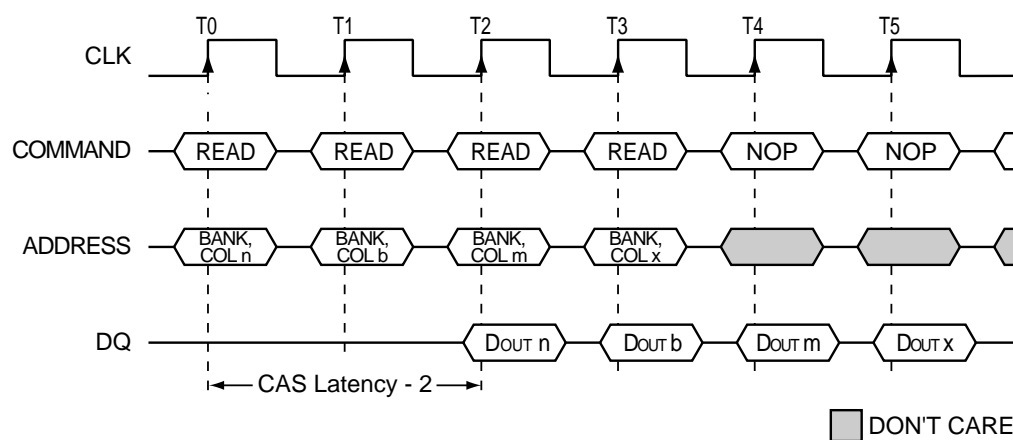 T0 T1 T2 T3 T4 T5
CLK
COMMAND READ READ READ READ NOP NOP
ADDRESS
BANK, COL n
BANK, COL b
BANK, COL m
BANK, COL x
DQ DOUT n DOUT b DOUT m DOUT x
CAS Latency - 2
DON'T CARE